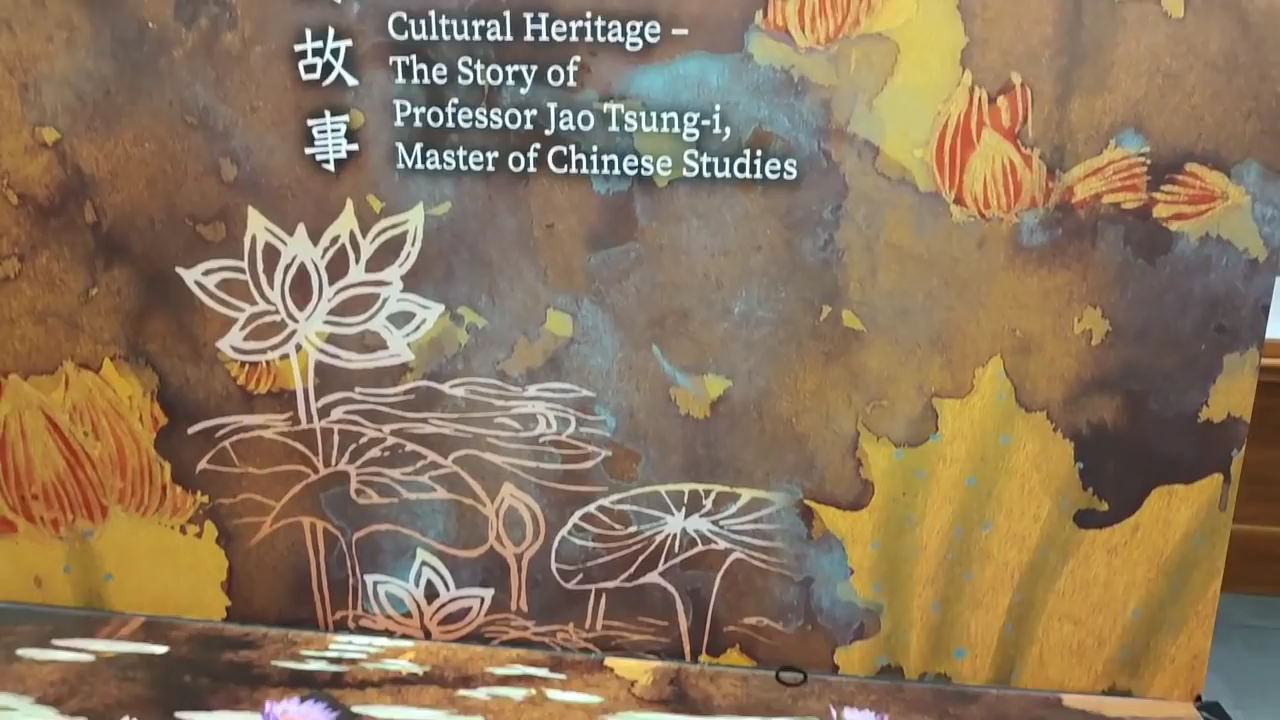 故事
Cultural Heritage –
The Story of
Professor Jao Tsung-i,
Master of Chinese Studies